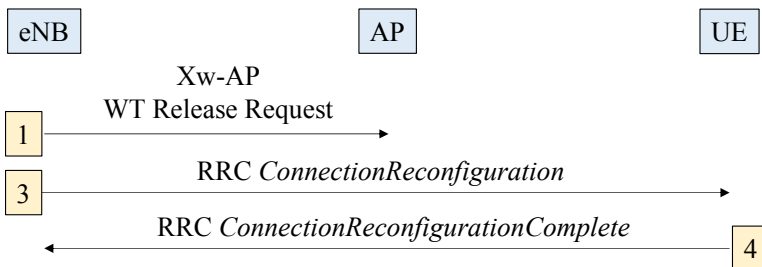 eNB AP UE
Xw-AP
WT Release Request
1
RRC ConnectionReconfiguration
3
RRC ConnectionReconfigurationComplete
4